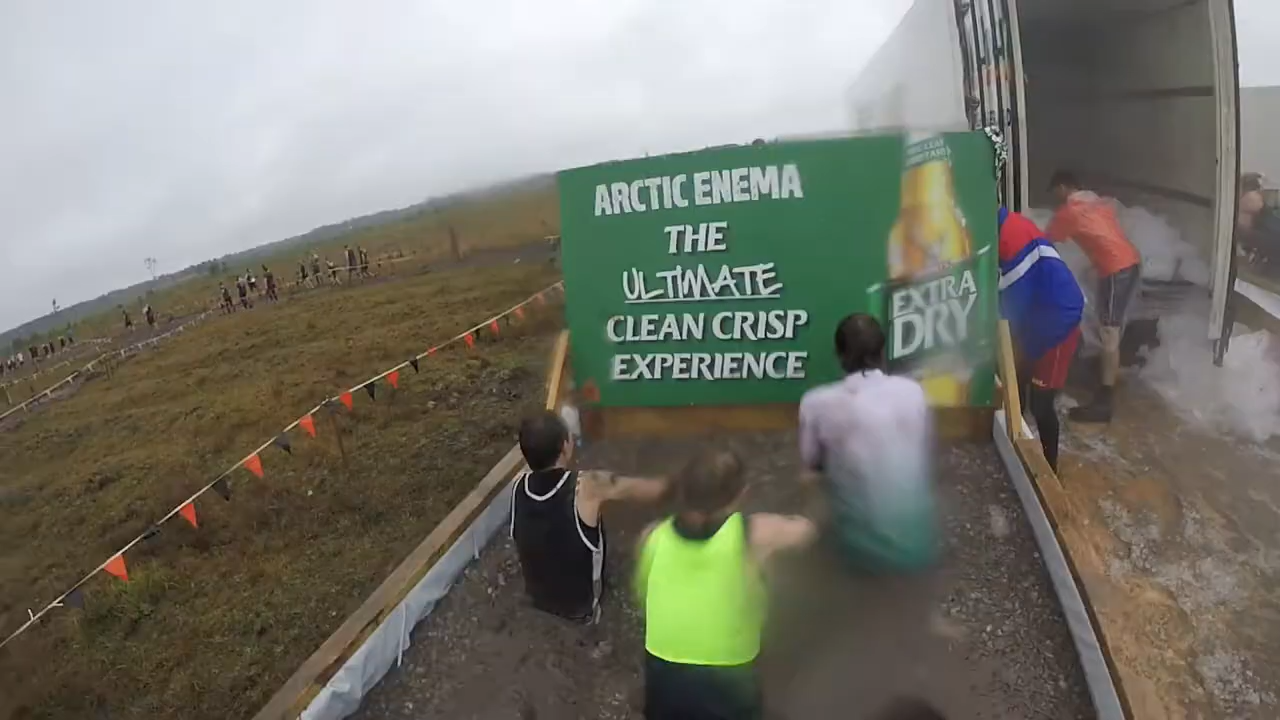 ARCTIC ENEMA
THE
ULTIMATE
CLEAN CRISP
EXPERIENCE
EXTRA
DRY